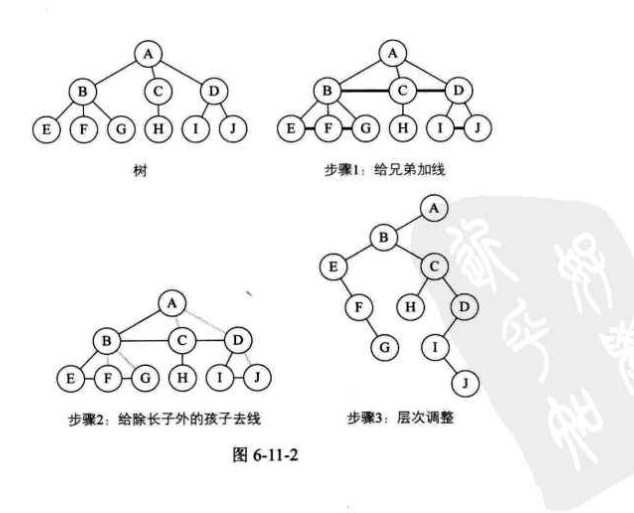 A
B C D
E F G H I J
树
A
B C D
E F G H I J
步骤1：给兄弟加线
A
B C D
E F G H I J
步骤2：给除长子外的孩子去线
A
B
E C
F H D
G I
J
步骤3：层次调整
图 6-11-2